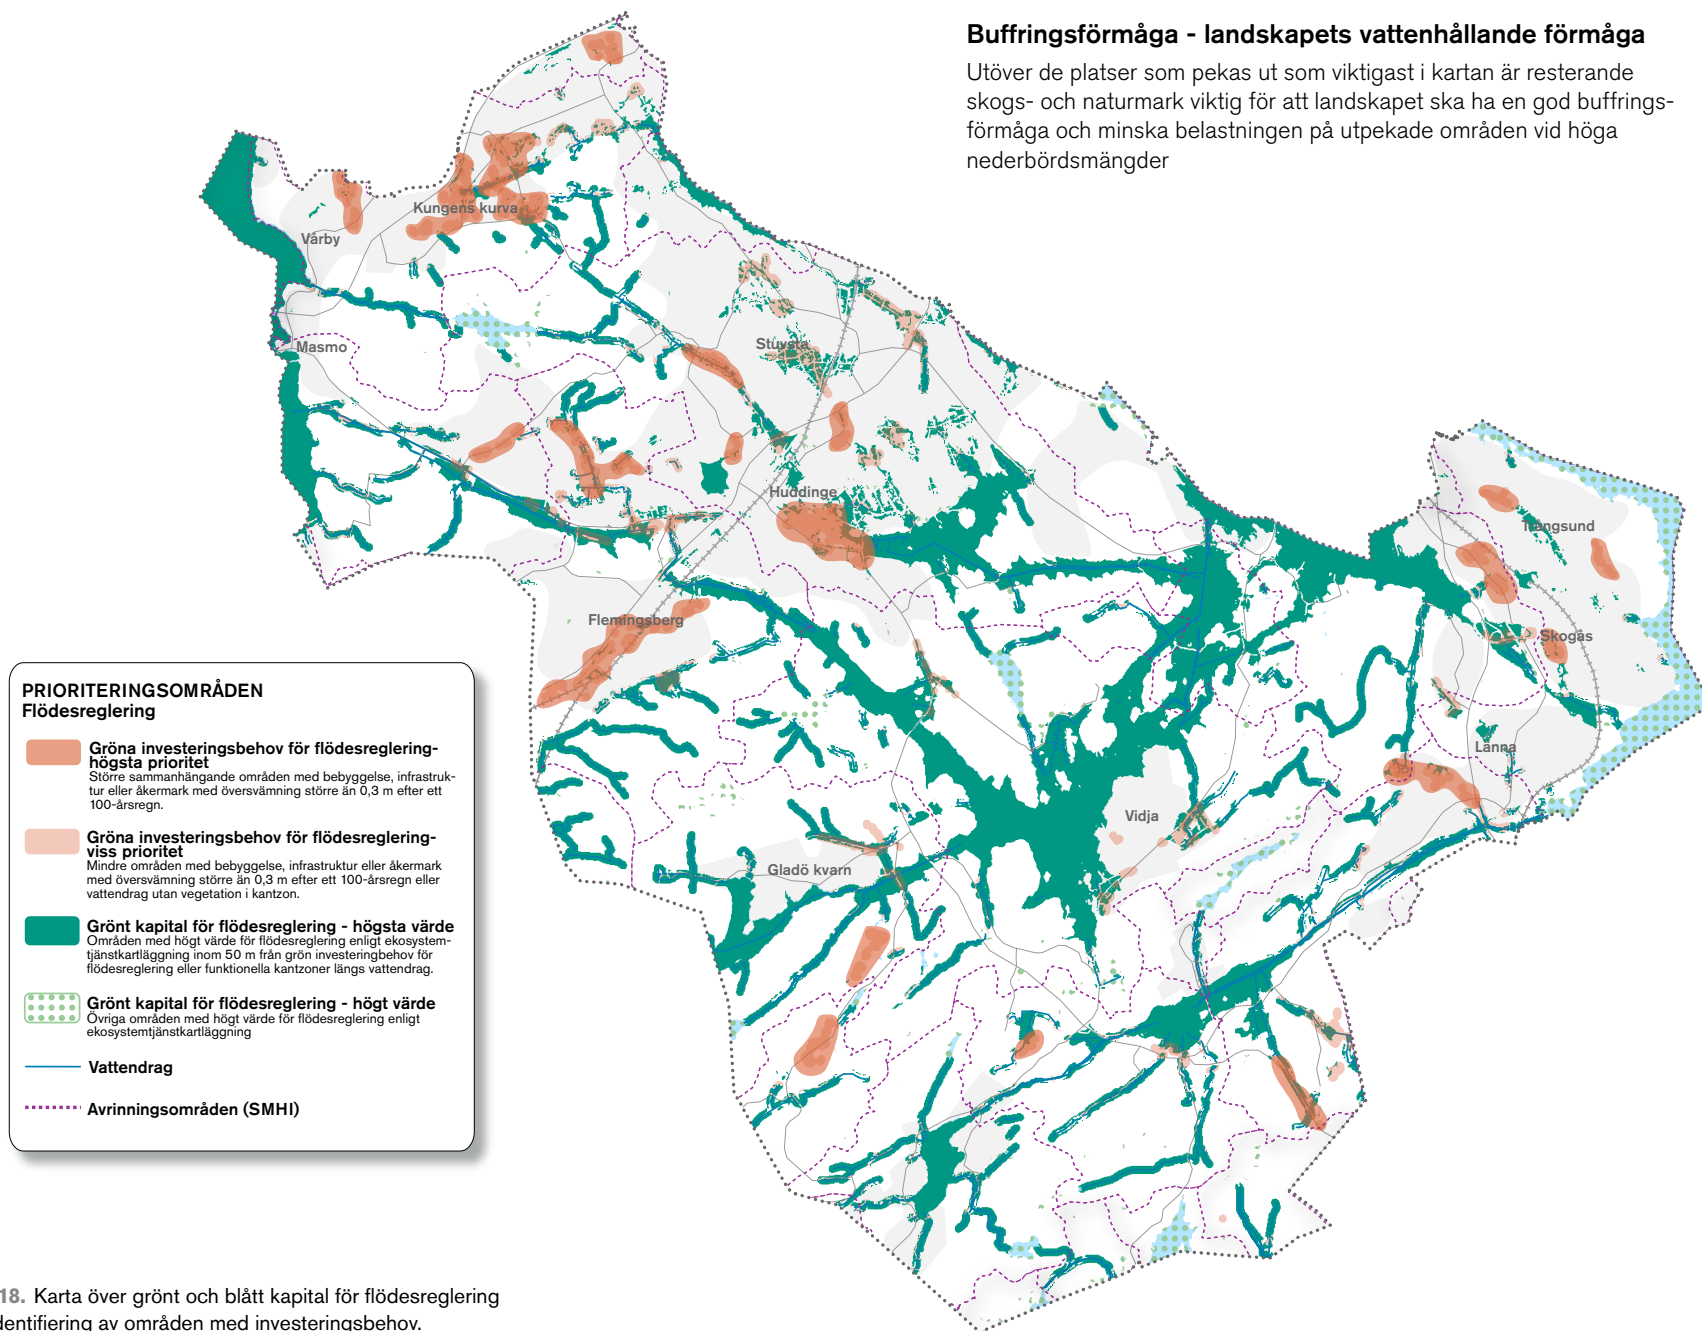 Buffringsförmåga - landskapets vattenhållande förmåga
Utöver de platser som pekas ut som viktigast i kartan är resterande
skogs- och naturmark viktig för att landskapet ska ha en god buffrings-
förmåga och minska belastningen på utpekade områden vid höga
nederbördsmängder
Kungens kurva
Vårby
Masmo
Stuvsta
Huddinge
Trångsund
Flemingsberg
Skogås
Länna
Vidja
Gladö kvarn
PRIORITERINGSOMRÅDEN
Flödesreglering
Gröna investeringsbehov för flödesreglering-
högsta prioritet
Större sammanhängande områden med bebyggelse, infrastruk-
tur eller åkermark med översvämning större än 0,3 m efter ett
100-årsregn.
Gröna investeringsbehov för flödesreglering-
viss prioritet
Mindre områden med bebyggelse, infrastruktur eller åkermark
med översvämning större än 0,3 m efter ett 100-årsregn eller
vattendrag utan vegetation i kantzon.
Grönt kapital för flödesreglering - högsta värde
Områden med högt värde för flödesreglering enligt ekosystem-
tjänstkartläggning inom 50 m från grön investeringbehov för
flödesreglering eller funktionella kantzoner längs vattendrag.
Grönt kapital för flödesreglering - högt värde
Övriga områden med högt värde för flödesreglering enligt
ekosystemtjänstkartläggning
Vattendrag
Avrinningsområden (SMHI)
18. Karta över grönt och blått kapital för flödesreglering
dentifiering av områden med investeringsbehov.